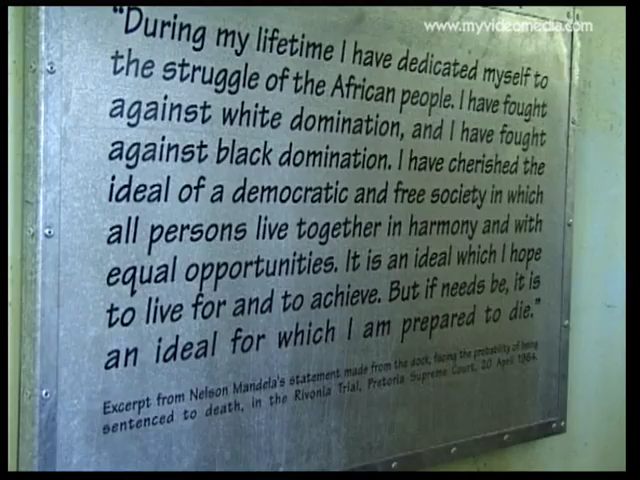 www.myvideomedia.com
"During my lifetime I have dedicated myself to
the struggle of the African people. I have fought
against white domination, and I have fought
against black domination. I have cherished the
ideal of a democratic and free society in which
all persons live together in harmony and with
equal opportunities. It is an ideal which I hope
to live for and to achieve. But if needs be, it is
an ideal for which I am prepared to die."
Excerpt from Nelson Mandela's statement made from the dock, facing the probability of being
sentenced to death, in the Rivonia Trial, Pretoria Supreme Court, 20 April 1964.